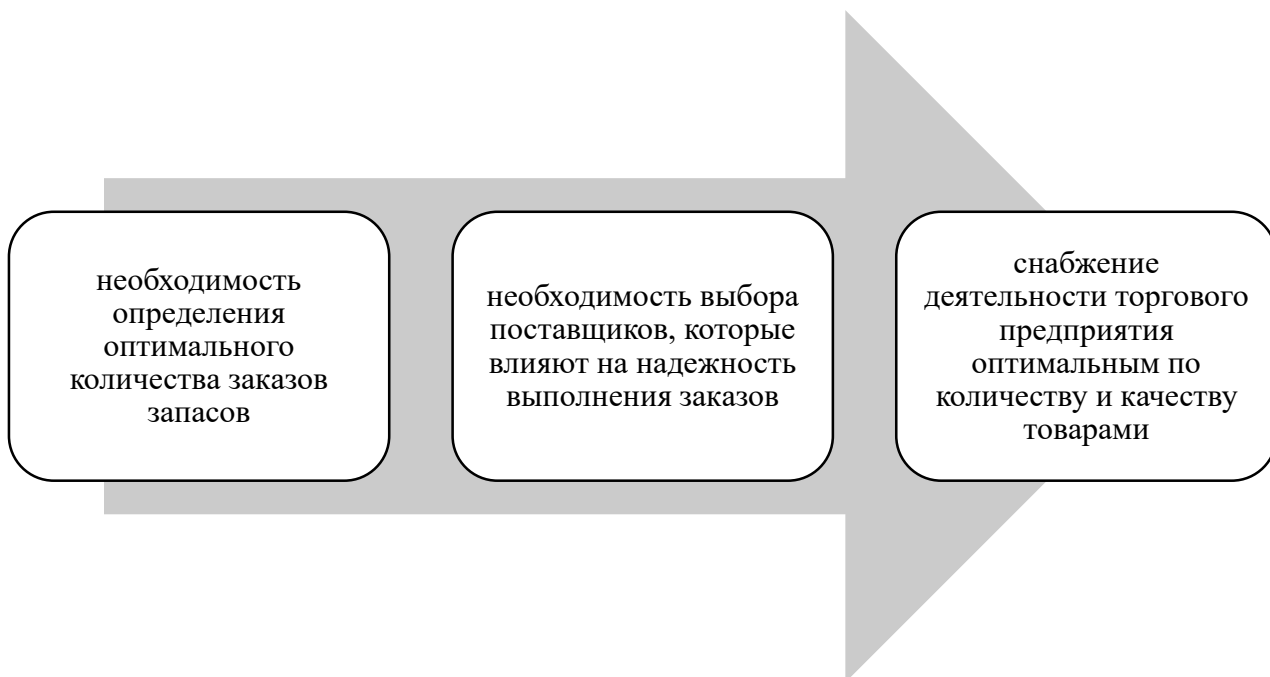 необходимость
определения
оптимального
количества заказов
запасов
необходимость выбора
поставщиков, которые
влияют на надежность
выполнения заказов
снабжение
деятельности торгового
предприятия
оптимальным по
количеству и качеству
товарами